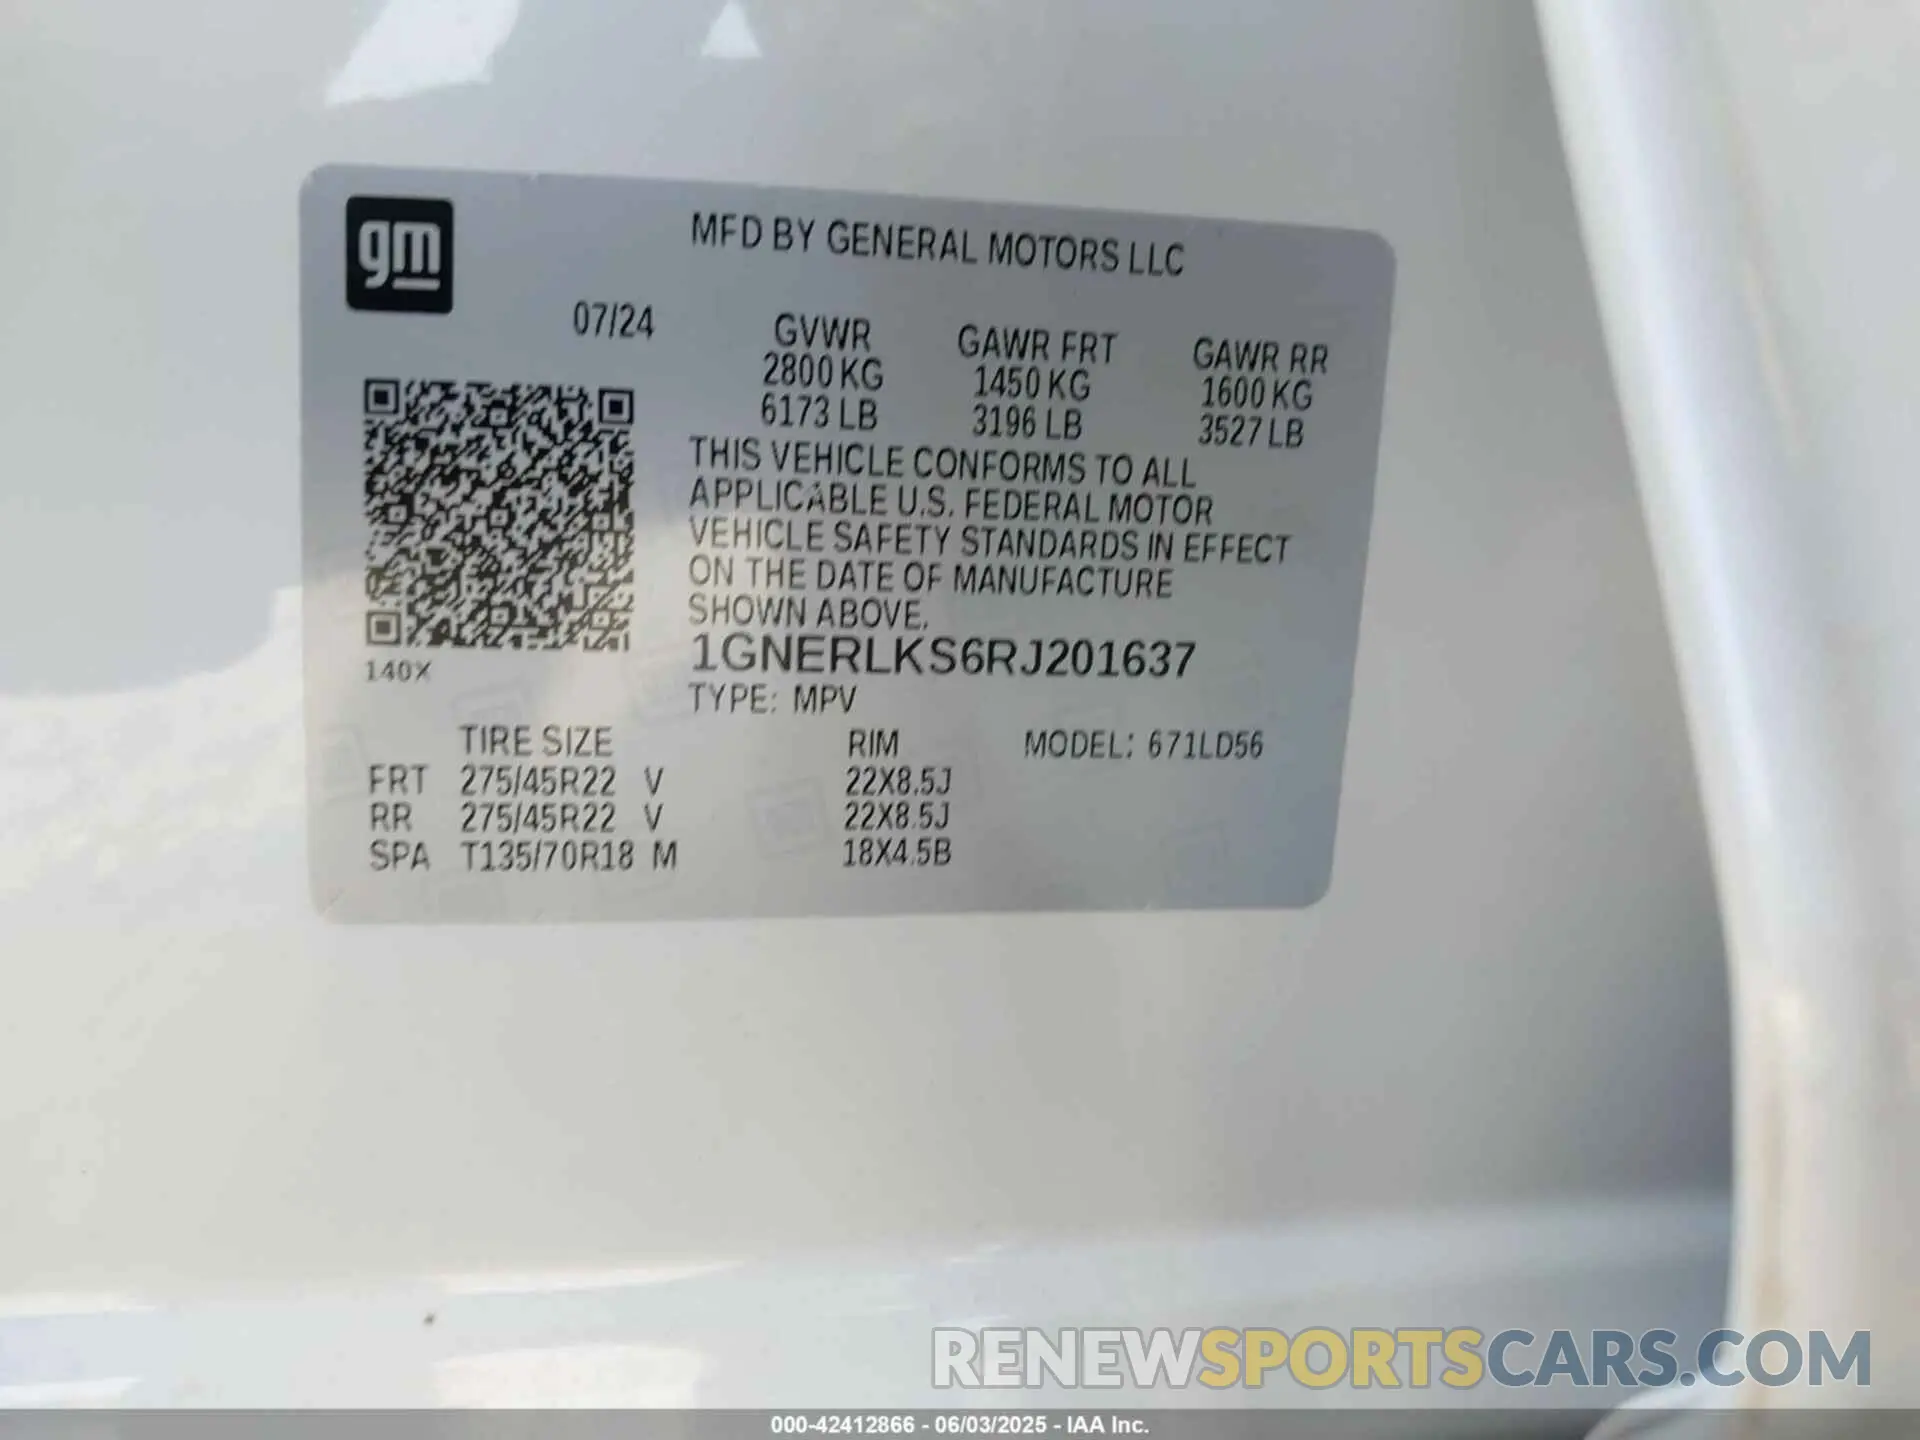 gm
MFD BY GENERAL MOTORS LLC
07/24
GVWR GAWR FRT GAWR RR
2800 KG 1450 KG 1600 KG
6173 LB 3196 LB 3527 LB
THIS VEHICLE CONFORMS TO ALL
APPLICABLE U.S. FEDERAL MOTOR
VEHICLE SAFETY STANDARDS IN EFFECT
ON THE DATE OF MANUFACTURE
SHOWN ABOVE.
1GNERLKS6RJ201637
140X
TYPE: MPV
TIRE SIZE RIM MODEL: 671LD56
FRT 275/45R22 V 22X8.5J
RR 275/45R22 V 22X8.5J
SPA T135/70R18 M 18X4.5B
RENEWSPORTSCARS.COM
000-42412866 - 06/03/2025 - IAA Inc.